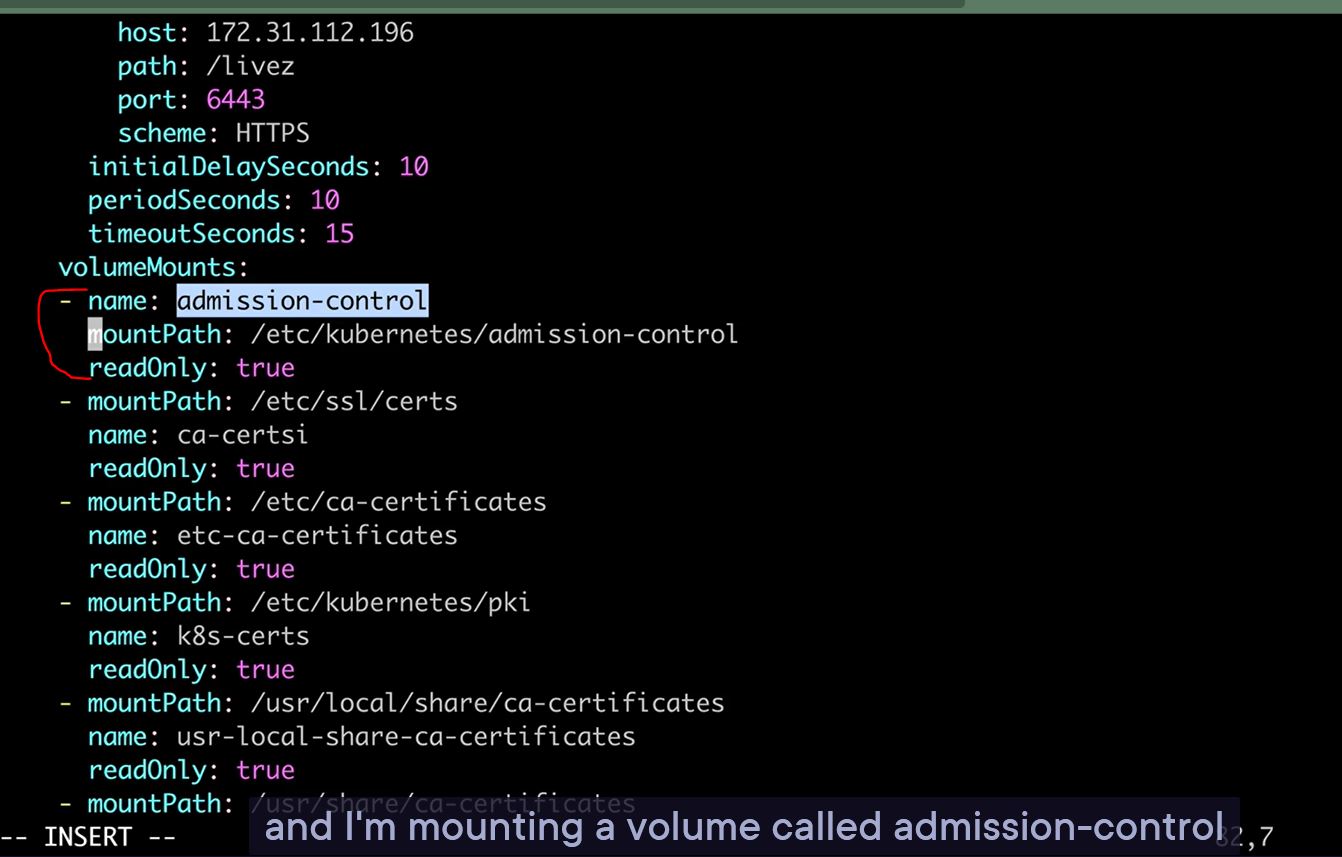 host: 172.31.112.196
path: /livez
port: 6443
scheme: HTTPS
initialDelaySeconds: 10
periodSeconds: 10
timeoutSeconds: 15
volumeMounts:
- name: admission-control
mountPath: /etc/kubernetes/admission-control
readOnly: true
- mountPath: /etc/ssl/certs
name: ca-certsi
readOnly: true
- mountPath: /etc/ca-certificates
name: etc-ca-certificates
readOnly: true
- mountPath: /etc/kubernetes/pki
name: k8s-certs
readOnly: true
- mountPath: /usr/local/share/ca-certificates
name: usr-local-share-ca-certificates
readOnly: true
- mountPath: /usr/share/ca-certificates
-- INSERT -- 82,7
and I'm mounting a volume called admission-control